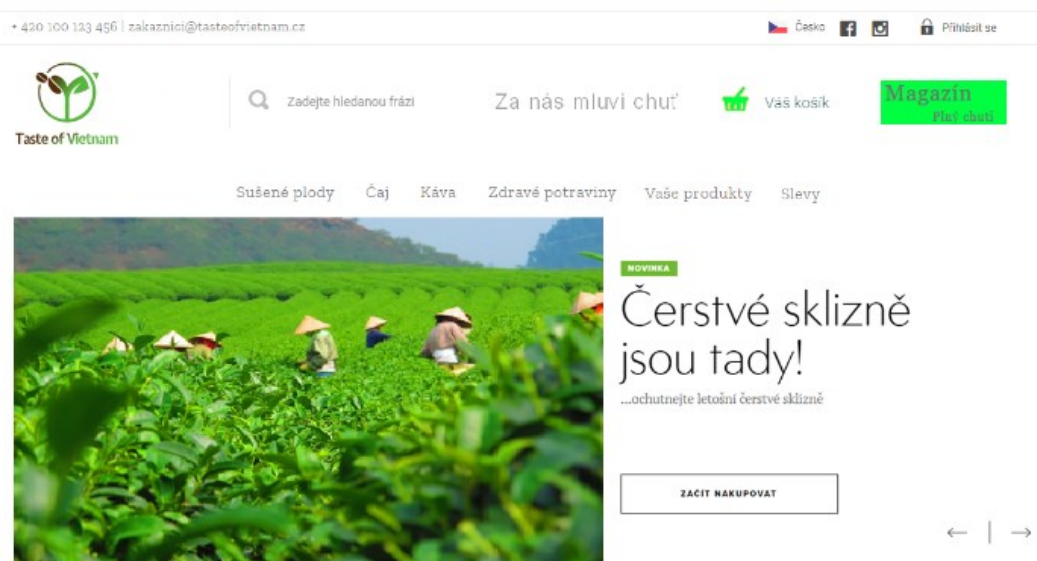 + 420 100 123 456 | zakaznici@tasteofvietnam.cz
Česko
Přihlásit se
Taste of Vietnam
Zadejte hledanou frázi
Za nás mluvi chuť
Váš košík
Magazín
Plný chuti
Sušené plody Čaj Káva Zdravé potraviny Vaše produkty Slevy
NOVINKA
Čerstvé sklizně
jsou tady!
...ochutnejte letošní čerstvé sklizně
ZAČÍT NAKUPOVAT